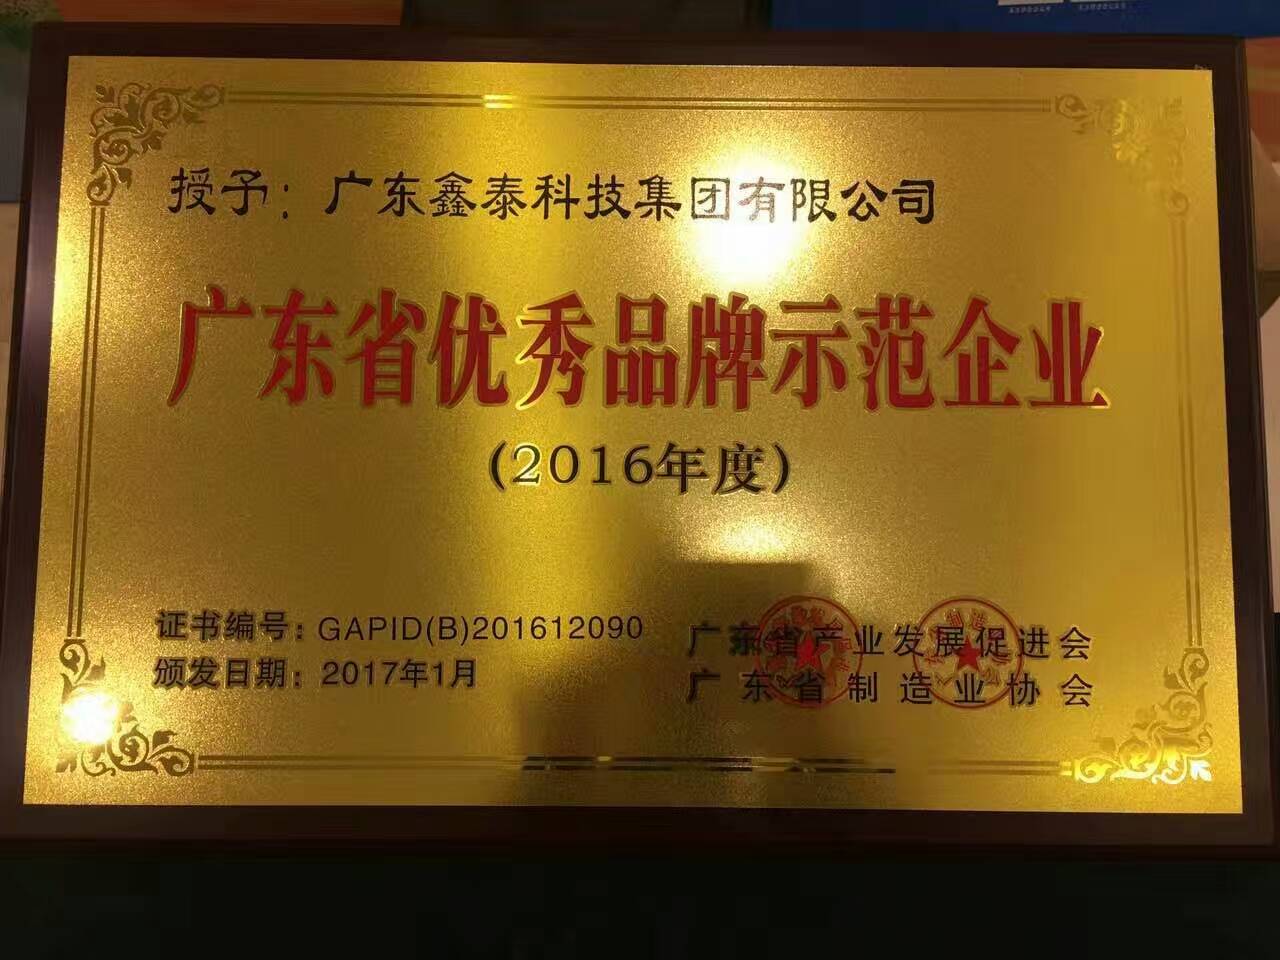 授予：广东鑫泰科技集团有限公司
广东省优秀品牌示范企业
(2016年度)
证书编号：GAPID(B)201612090
颁发日期：2017年1月
广东省产业发展促进会
广东省制造业协会